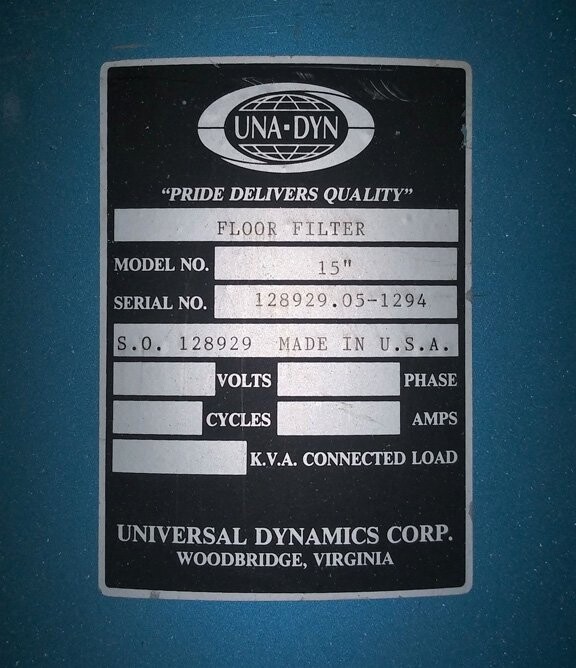 UNA-DYN
"PRIDE DELIVERS QUALITY"
FLOOR FILTER
MODEL NO. 15"
SERIAL NO. 128929.05-1294
S.O. 128929 MADE IN U.S.A.
VOLTS PHASE
CYCLES AMPS
K.V.A. CONNECTED LOAD
UNIVERSAL DYNAMICS CORP.
WOODBRIDGE, VIRGINIA